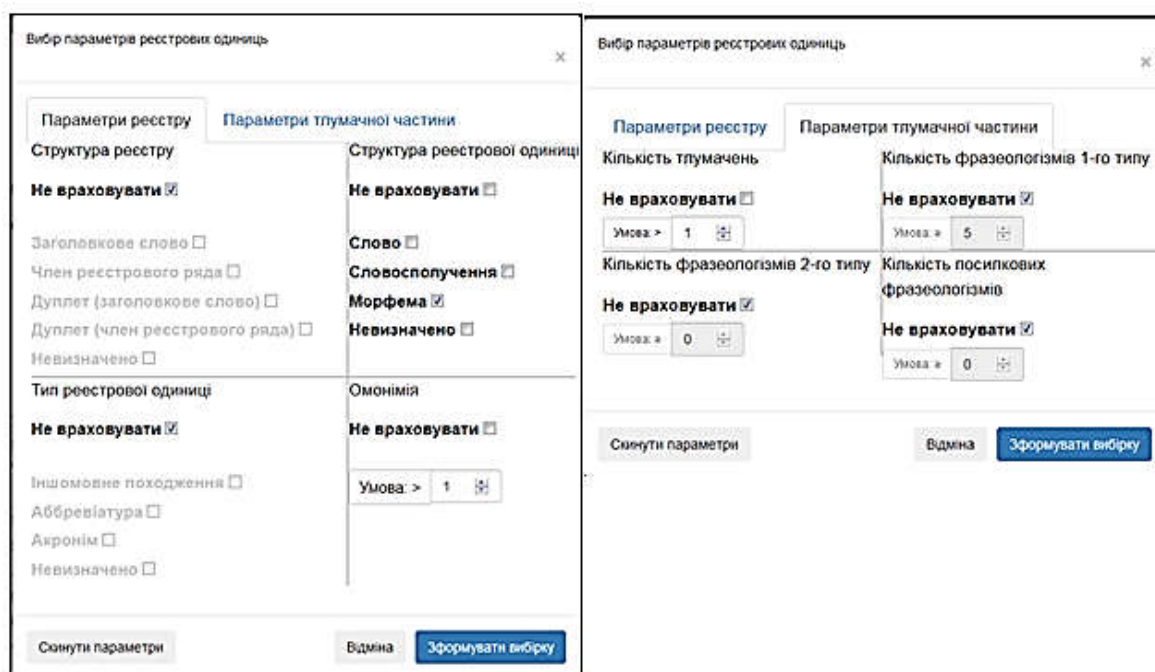 Вибір параметрів реєстрових одиниць
×
Параметри реєстру
Параметри тлумачної частини
Структура реєстру
Структура реєстрової одиниці
Не враховувати
Не враховувати
Заголовкове слово
Слово
Член реєстрового ряда
Словосполучення
Дуплет (заголовкове слово)
Морфема
Дуплет (член реєстрового ряда)
Невизначено
Невизначено
Тип реєстрової одиниці
Омонімія
Не враховувати
Не враховувати
Іншомовне походження
Умова: > 1
Аббревіатура
Акронім
Невизначено
Скинути параметри
Відміна
Зформувати вибірку
Вибір параметрів реєстрових одиниць
×
Параметри реєстру
Параметри тлумачної частини
Кількість тлумачень
Кількість фразеологізмів 1-го типу
Не враховувати
Не враховувати
Умова: > 1
Умова: ≥ 5
Кількість фразеологізмів 2-го типу
Кількість посилкових
фразеологізмів
Не враховувати
Не враховувати
Умова: ≥ 0
Умова: ≥ 0
Скинути параметри
Відміна
Зформувати вибірку